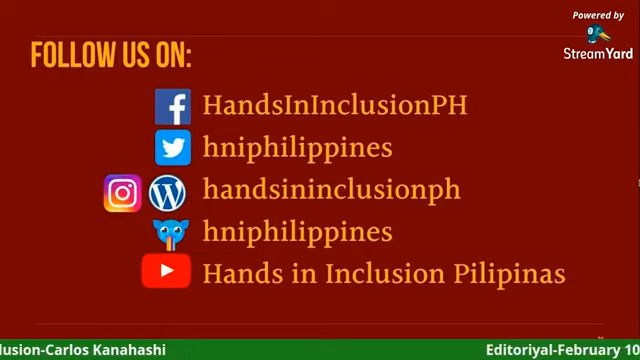 Powered by
StreamYard
FOLLOW US ON:
HandsInInclusionPH
hniphilippines
handsininclusionph
hniphilippines
Hands in Inclusion Pilipinas
lusion-Carlos Kanahashi
Editoriyal-February 10